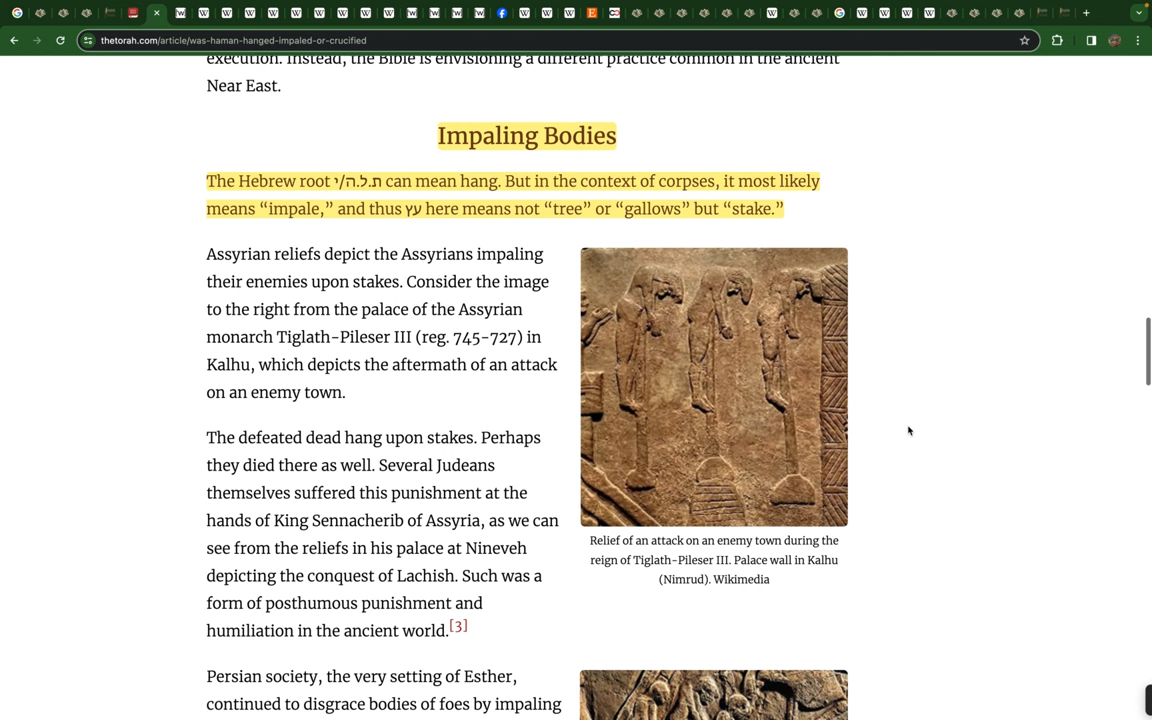 thetorah.com/article/was-haman-hanged-impaled-or-crucified
execution. Instead, the Bible is envisioning a different practice common in the ancient
Near East.
Impaling Bodies
The Hebrew root ת.ל.ה/י can mean hang. But in the context of corpses, it most likely
means “impale,” and thus עץ here means not “tree” or “gallows” but “stake.”
Assyrian reliefs depict the Assyrians impaling
their enemies upon stakes. Consider the image
to the right from the palace of the Assyrian
monarch Tiglath-Pileser III (reg. 745-727) in
Kalhu, which depicts the aftermath of an attack
on an enemy town.
The defeated dead hang upon stakes. Perhaps
they died there as well. Several Judeans
themselves suffered this punishment at the
hands of King Sennacherib of Assyria, as we can
see from the reliefs in his palace at Nineveh
depicting the conquest of Lachish. Such was a
form of posthumous punishment and
humiliation in the ancient world.[3]
Relief of an attack on an enemy town during the
reign of Tiglath-Pileser III. Palace wall in Kalhu
(Nimrud). Wikimedia
Persian society, the very setting of Esther,
continued to disgrace bodies of foes by impaling